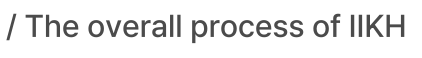 / The overall process of IIKH